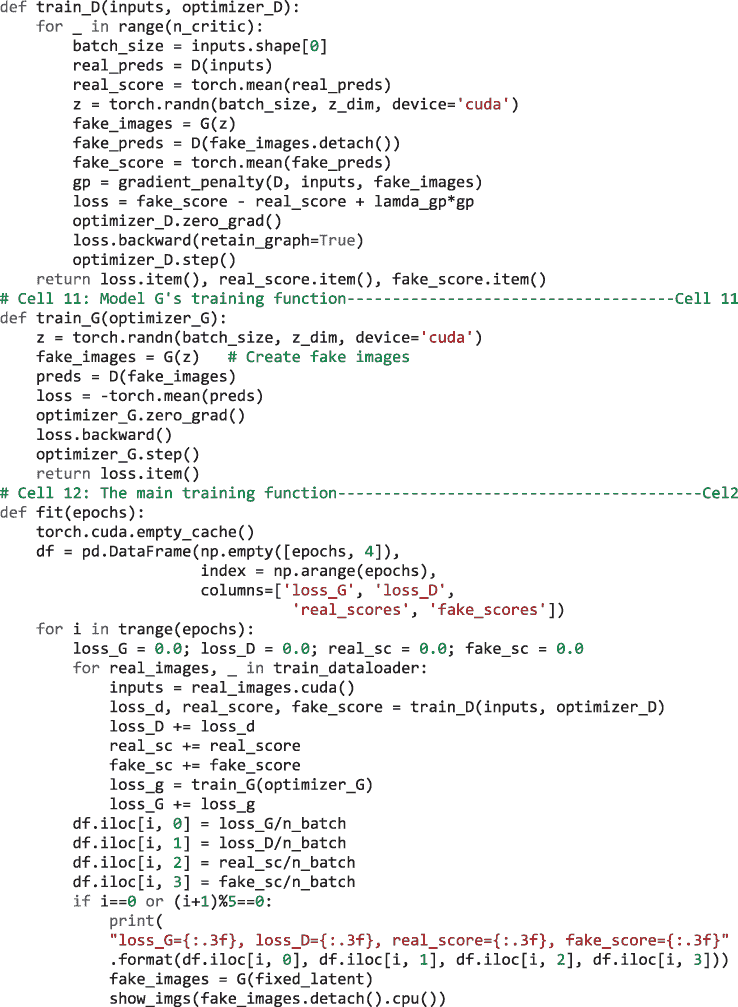 def train_D(inputs, optimizer_D):
    for _ in range(n_critic):
        batch_size = inputs.shape[0]
        real_preds = D(inputs)
        real_score = torch.mean(real_preds)
        z = torch.randn(batch_size, z_dim, device='cuda')
        fake_images = G(z)
        fake_preds = D(fake_images.detach())
        fake_score = torch.mean(fake_preds)
        gp = gradient_penalty(D, inputs, fake_images)
        loss = fake_score - real_score + lamda_gp*gp
        optimizer_D.zero_grad()
        loss.backward(retain_graph=True)
        optimizer_D.step()
    return loss.item(), real_score.item(), fake_score.item()
# Cell 11: Model G's training function------------------------------------Cell 11
def train_G(optimizer_G):
    z = torch.randn(batch_size, z_dim, device='cuda')
    fake_images = G(z)   # Create fake images
    preds = D(fake_images)
    loss = -torch.mean(preds)
    optimizer_G.zero_grad()
    loss.backward()
    optimizer_G.step()
    return loss.item()
# Cell 12: The main training function----------------------------------------Cel2
def fit(epochs):
    torch.cuda.empty_cache()
    df = pd.DataFrame(np.empty([epochs, 4]),
                      index = np.arange(epochs),
                      columns=['loss_G', 'loss_D',
                                'real_scores', 'fake_scores'])
    for i in trange(epochs):
        loss_G = 0.0; loss_D = 0.0; real_sc = 0.0; fake_sc = 0.0
        for real_images, _ in train_dataloader:
            inputs = real_images.cuda()
            loss_d, real_score, fake_score = train_D(inputs, optimizer_D)
            loss_D += loss_d
            real_sc += real_score
            fake_sc += fake_score
            loss_g = train_G(optimizer_G)
            loss_G += loss_g
        df.iloc[i, 0] = loss_G/n_batch
        df.iloc[i, 1] = loss_D/n_batch
        df.iloc[i, 2] = real_sc/n_batch
        df.iloc[i, 3] = fake_sc/n_batch
        if i==0 or (i+1)%5==0:
            print(
            "loss_G={:.3f}, loss_D={:.3f}, real_score={:.3f}, fake_score={:.3f}"
            .format(df.iloc[i, 0], df.iloc[i, 1], df.iloc[i, 2], df.iloc[i, 3]))
            fake_images = G(fixed_latent)
            show_imgs(fake_images.detach().cpu())